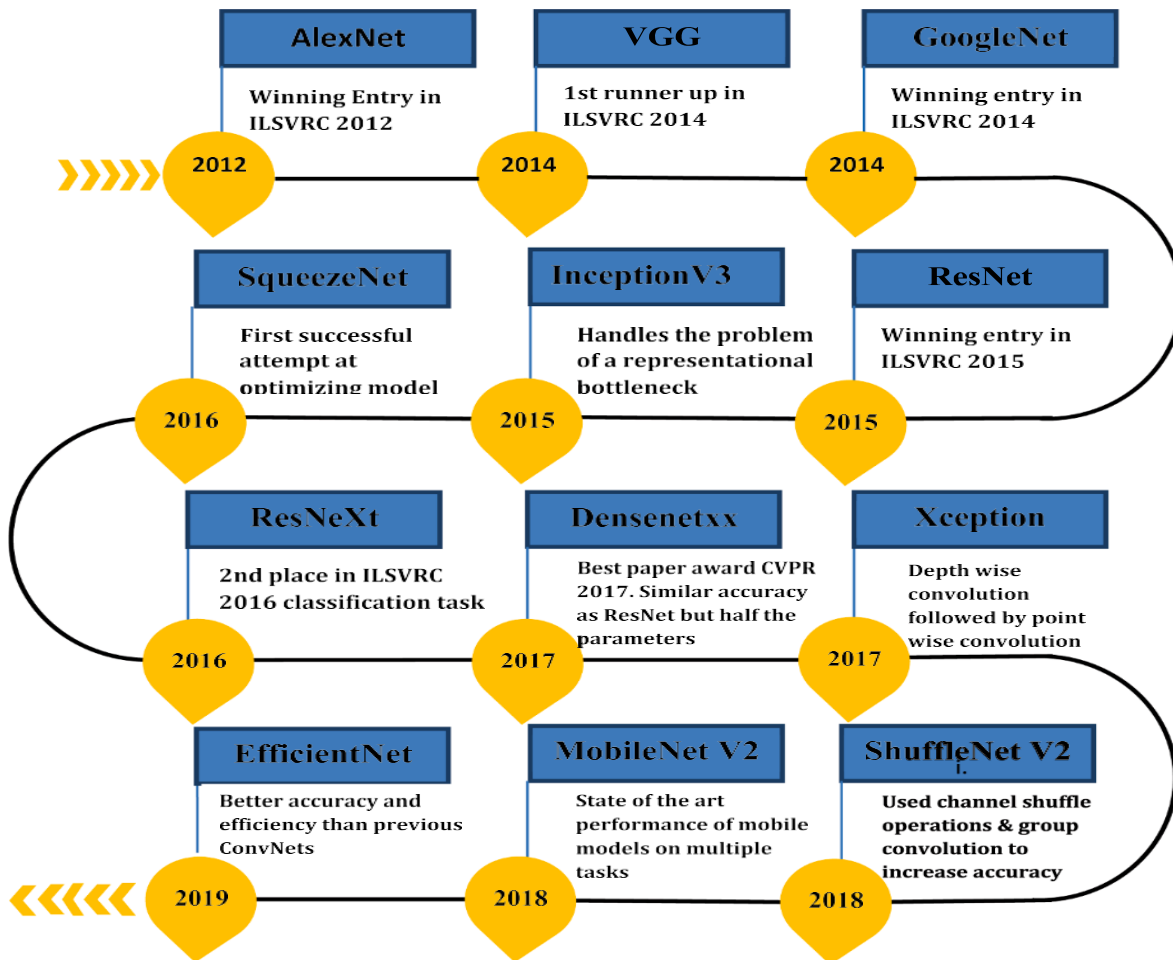 AlexNet
Winning Entry in
ILSVRC 2012
2012
VGG
1st runner up in
ILSVRC 2014
2014
GoogleNet
Winning entry in
ILSVRC 2014
2014
ResNet
Winning entry in
ILSVRC 2015
2015
InceptionV3
Handles the problem
of a representational
bottleneck
2015
SqueezeNet
First successful
attempt at
optimizing model
2016
ResNeXt
2nd place in ILSVRC
2016 classification task
2016
Densenetxx
Best paper award CVPR
2017. Similar accuracy
as ResNet but half the
parameters
2017
Xception
Depth wise
convolution
followed by point
wise convolution
2017
ShuffleNet V2
i.
Used channel shuffle
operations & group
convolution to
increase accuracy
2018
MobileNet V2
State of the art
performance of mobile
models on multiple
tasks
2018
EfficientNet
Better accuracy and
efficiency than previous
ConvNets
2019